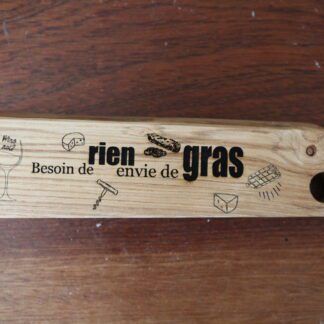 Besoin de rien envie de gras